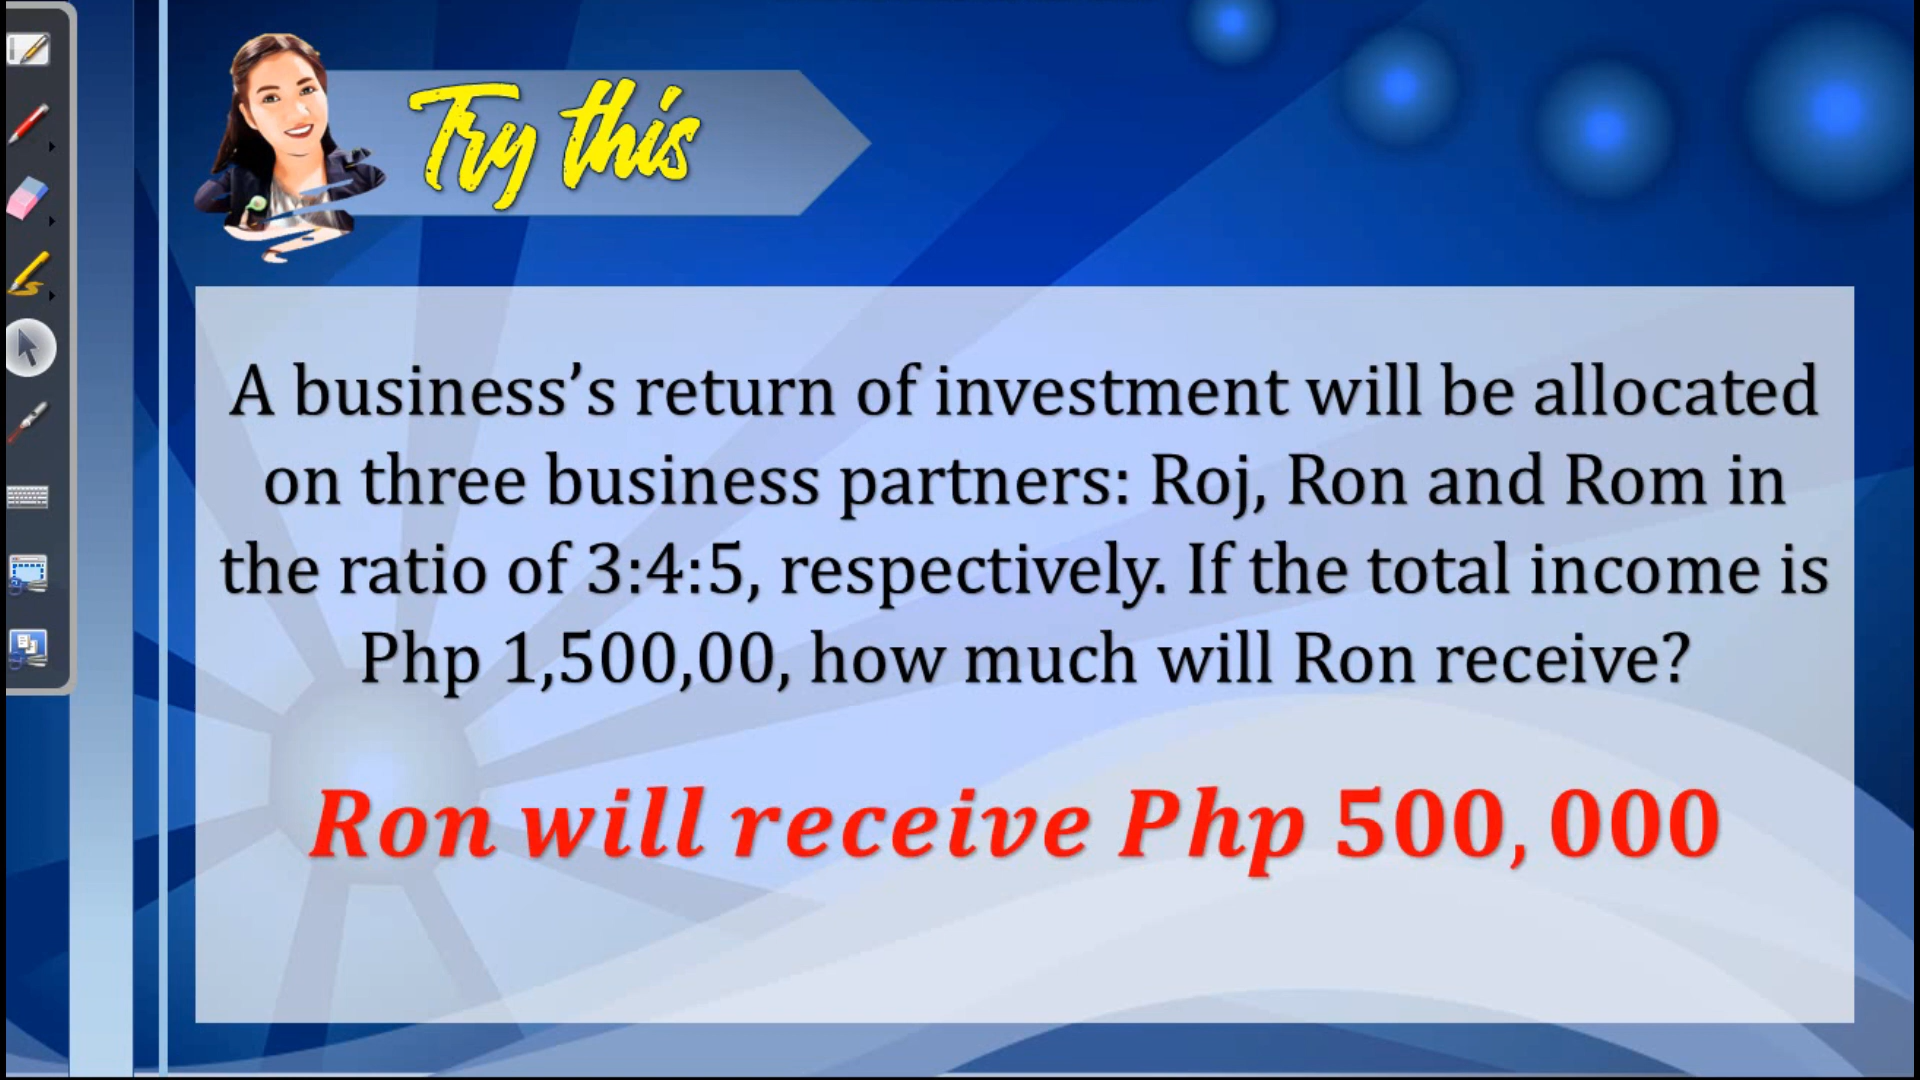 Try this
A business’s return of investment will be allocated
on three business partners: Roj, Ron and Rom in
the ratio of 3:4:5, respectively. If the total income is
Php 1,500,00, how much will Ron receive?
Ron will receive Php 500,000